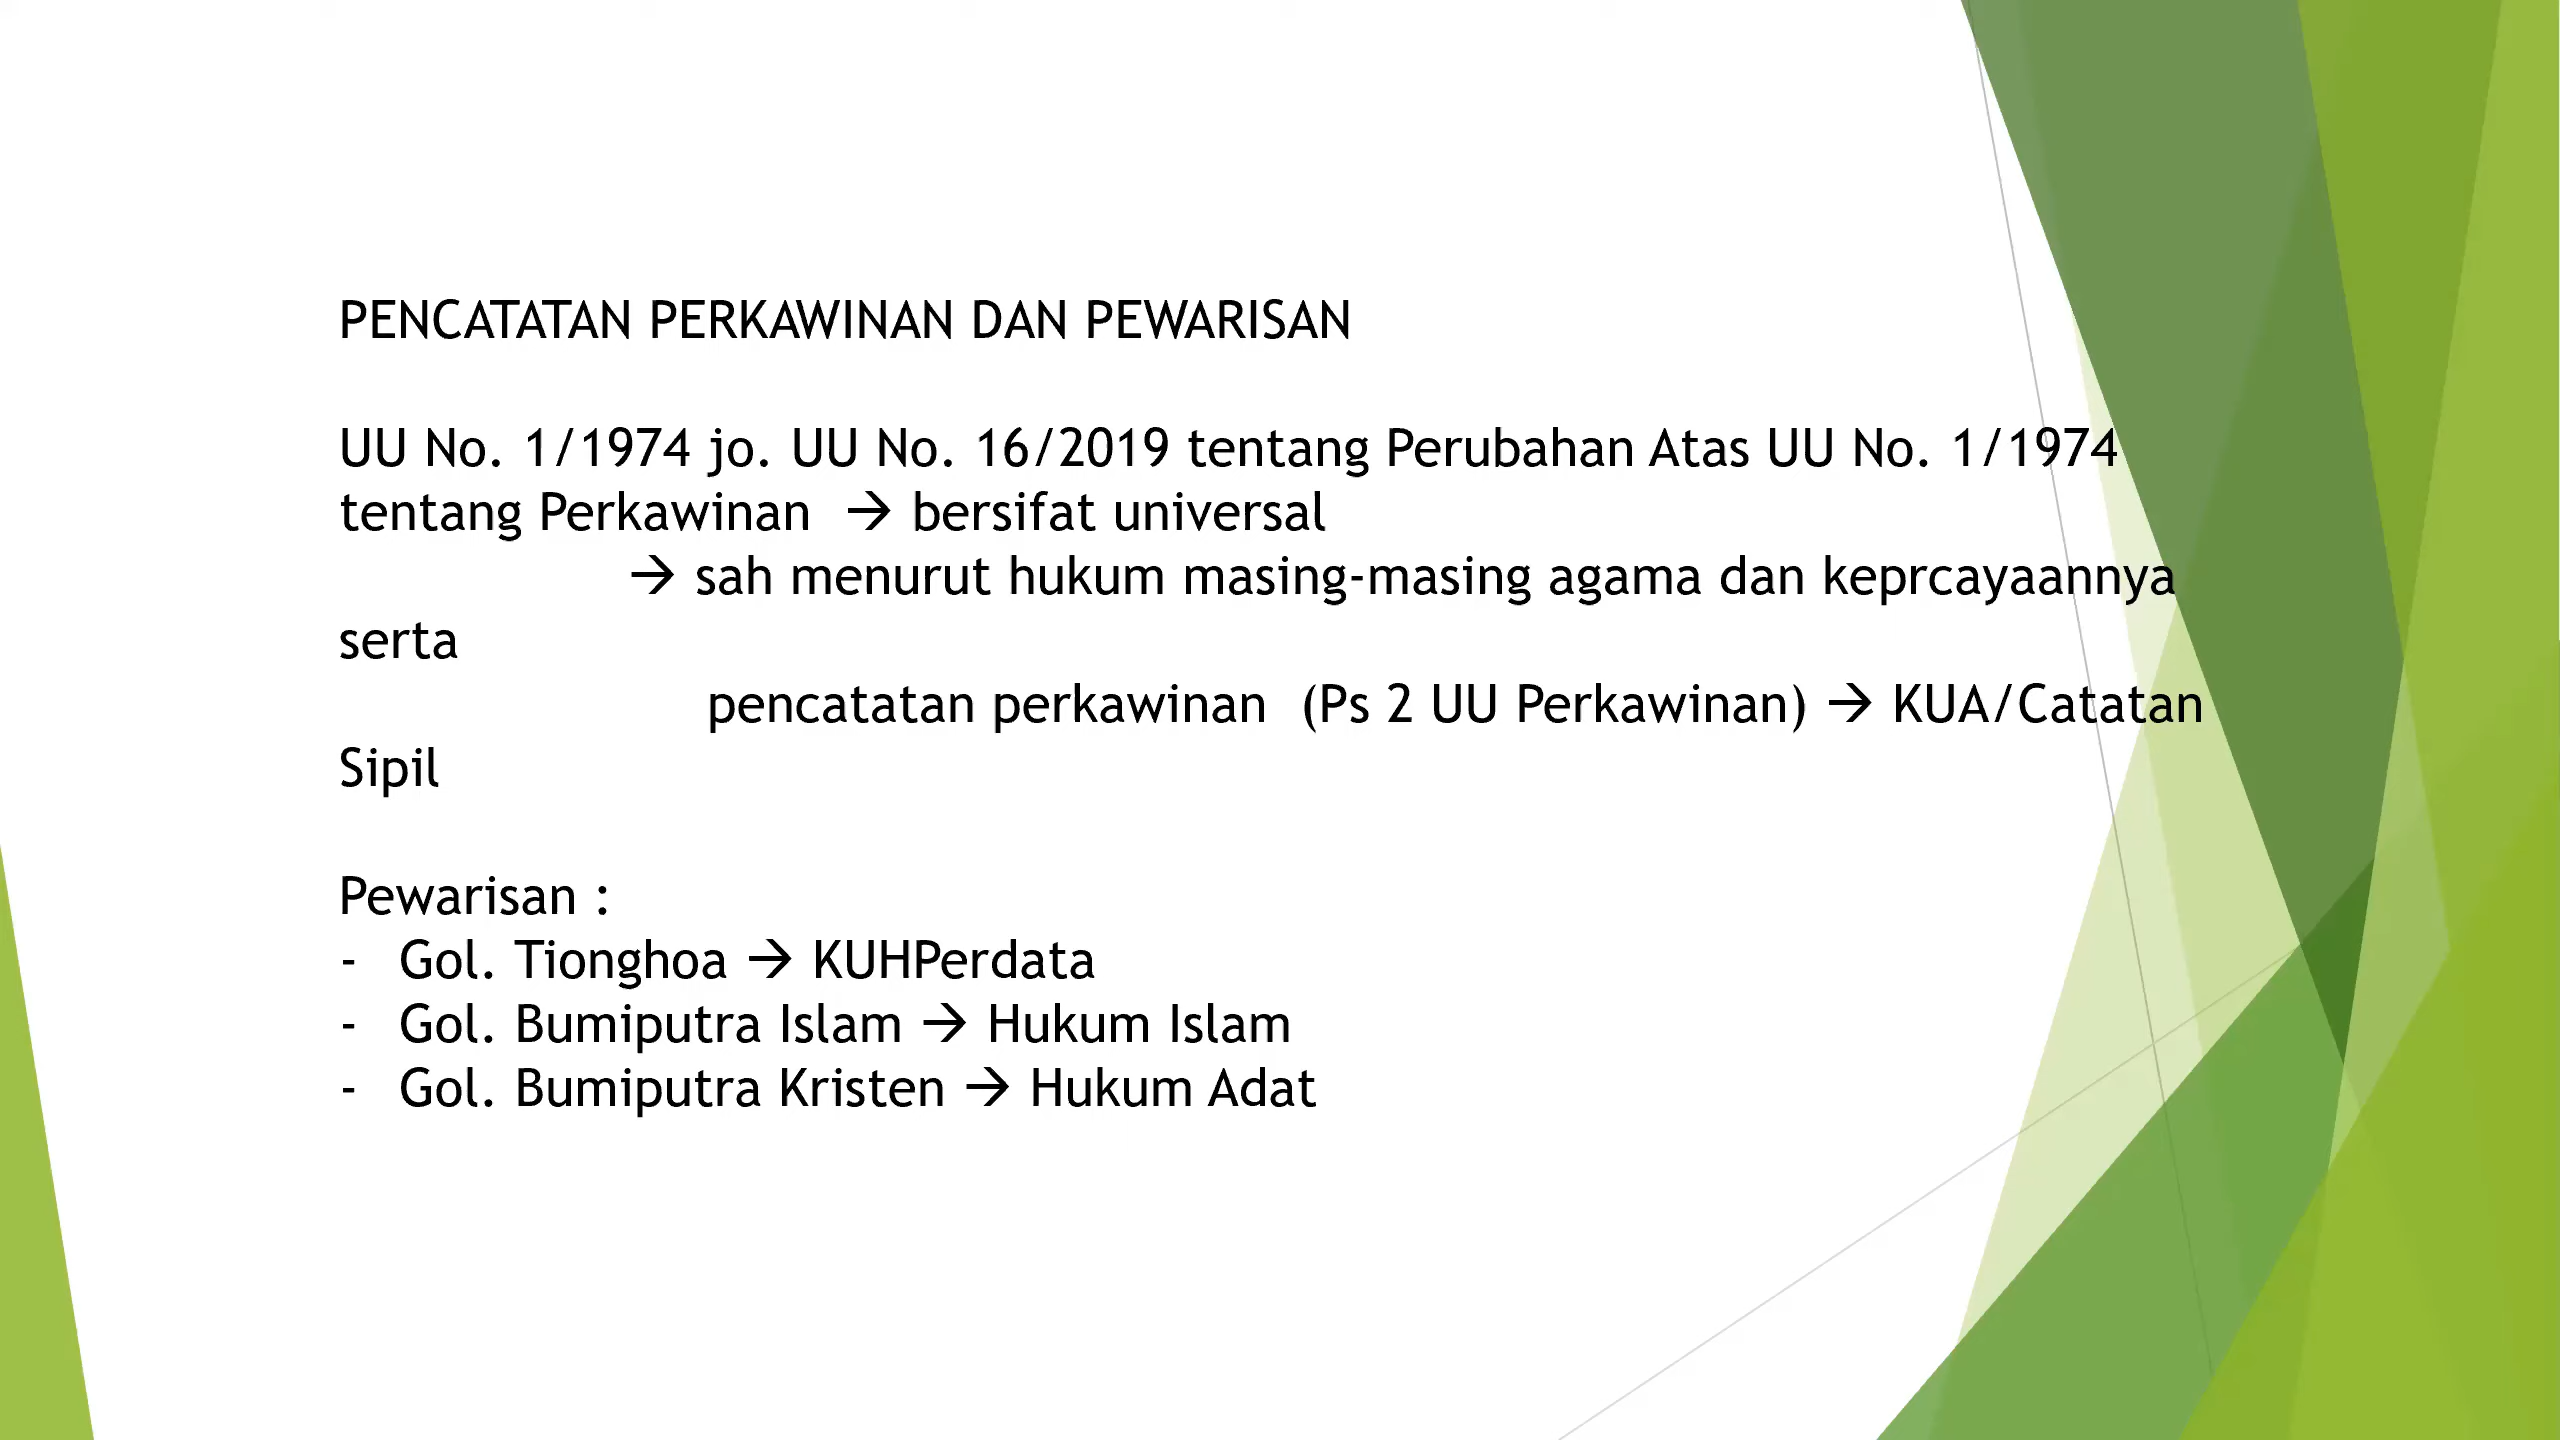 PENCATATAN PERKAWINAN DAN PEWARISAN
UU No. 1/1974 jo. UU No. 16/2019 tentang Perubahan Atas UU No. 1/1974
tentang Perkawinan → bersifat universal
→ sah menurut hukum masing-masing agama dan keprcayaannya
serta
pencatatan perkawinan (Ps 2 UU Perkawinan) → KUA/Catatan
Sipil
Pewarisan :
- Gol. Tionghoa → KUHPerdata
- Gol. Bumiputra Islam → Hukum Islam
- Gol. Bumiputra Kristen → Hukum Adat